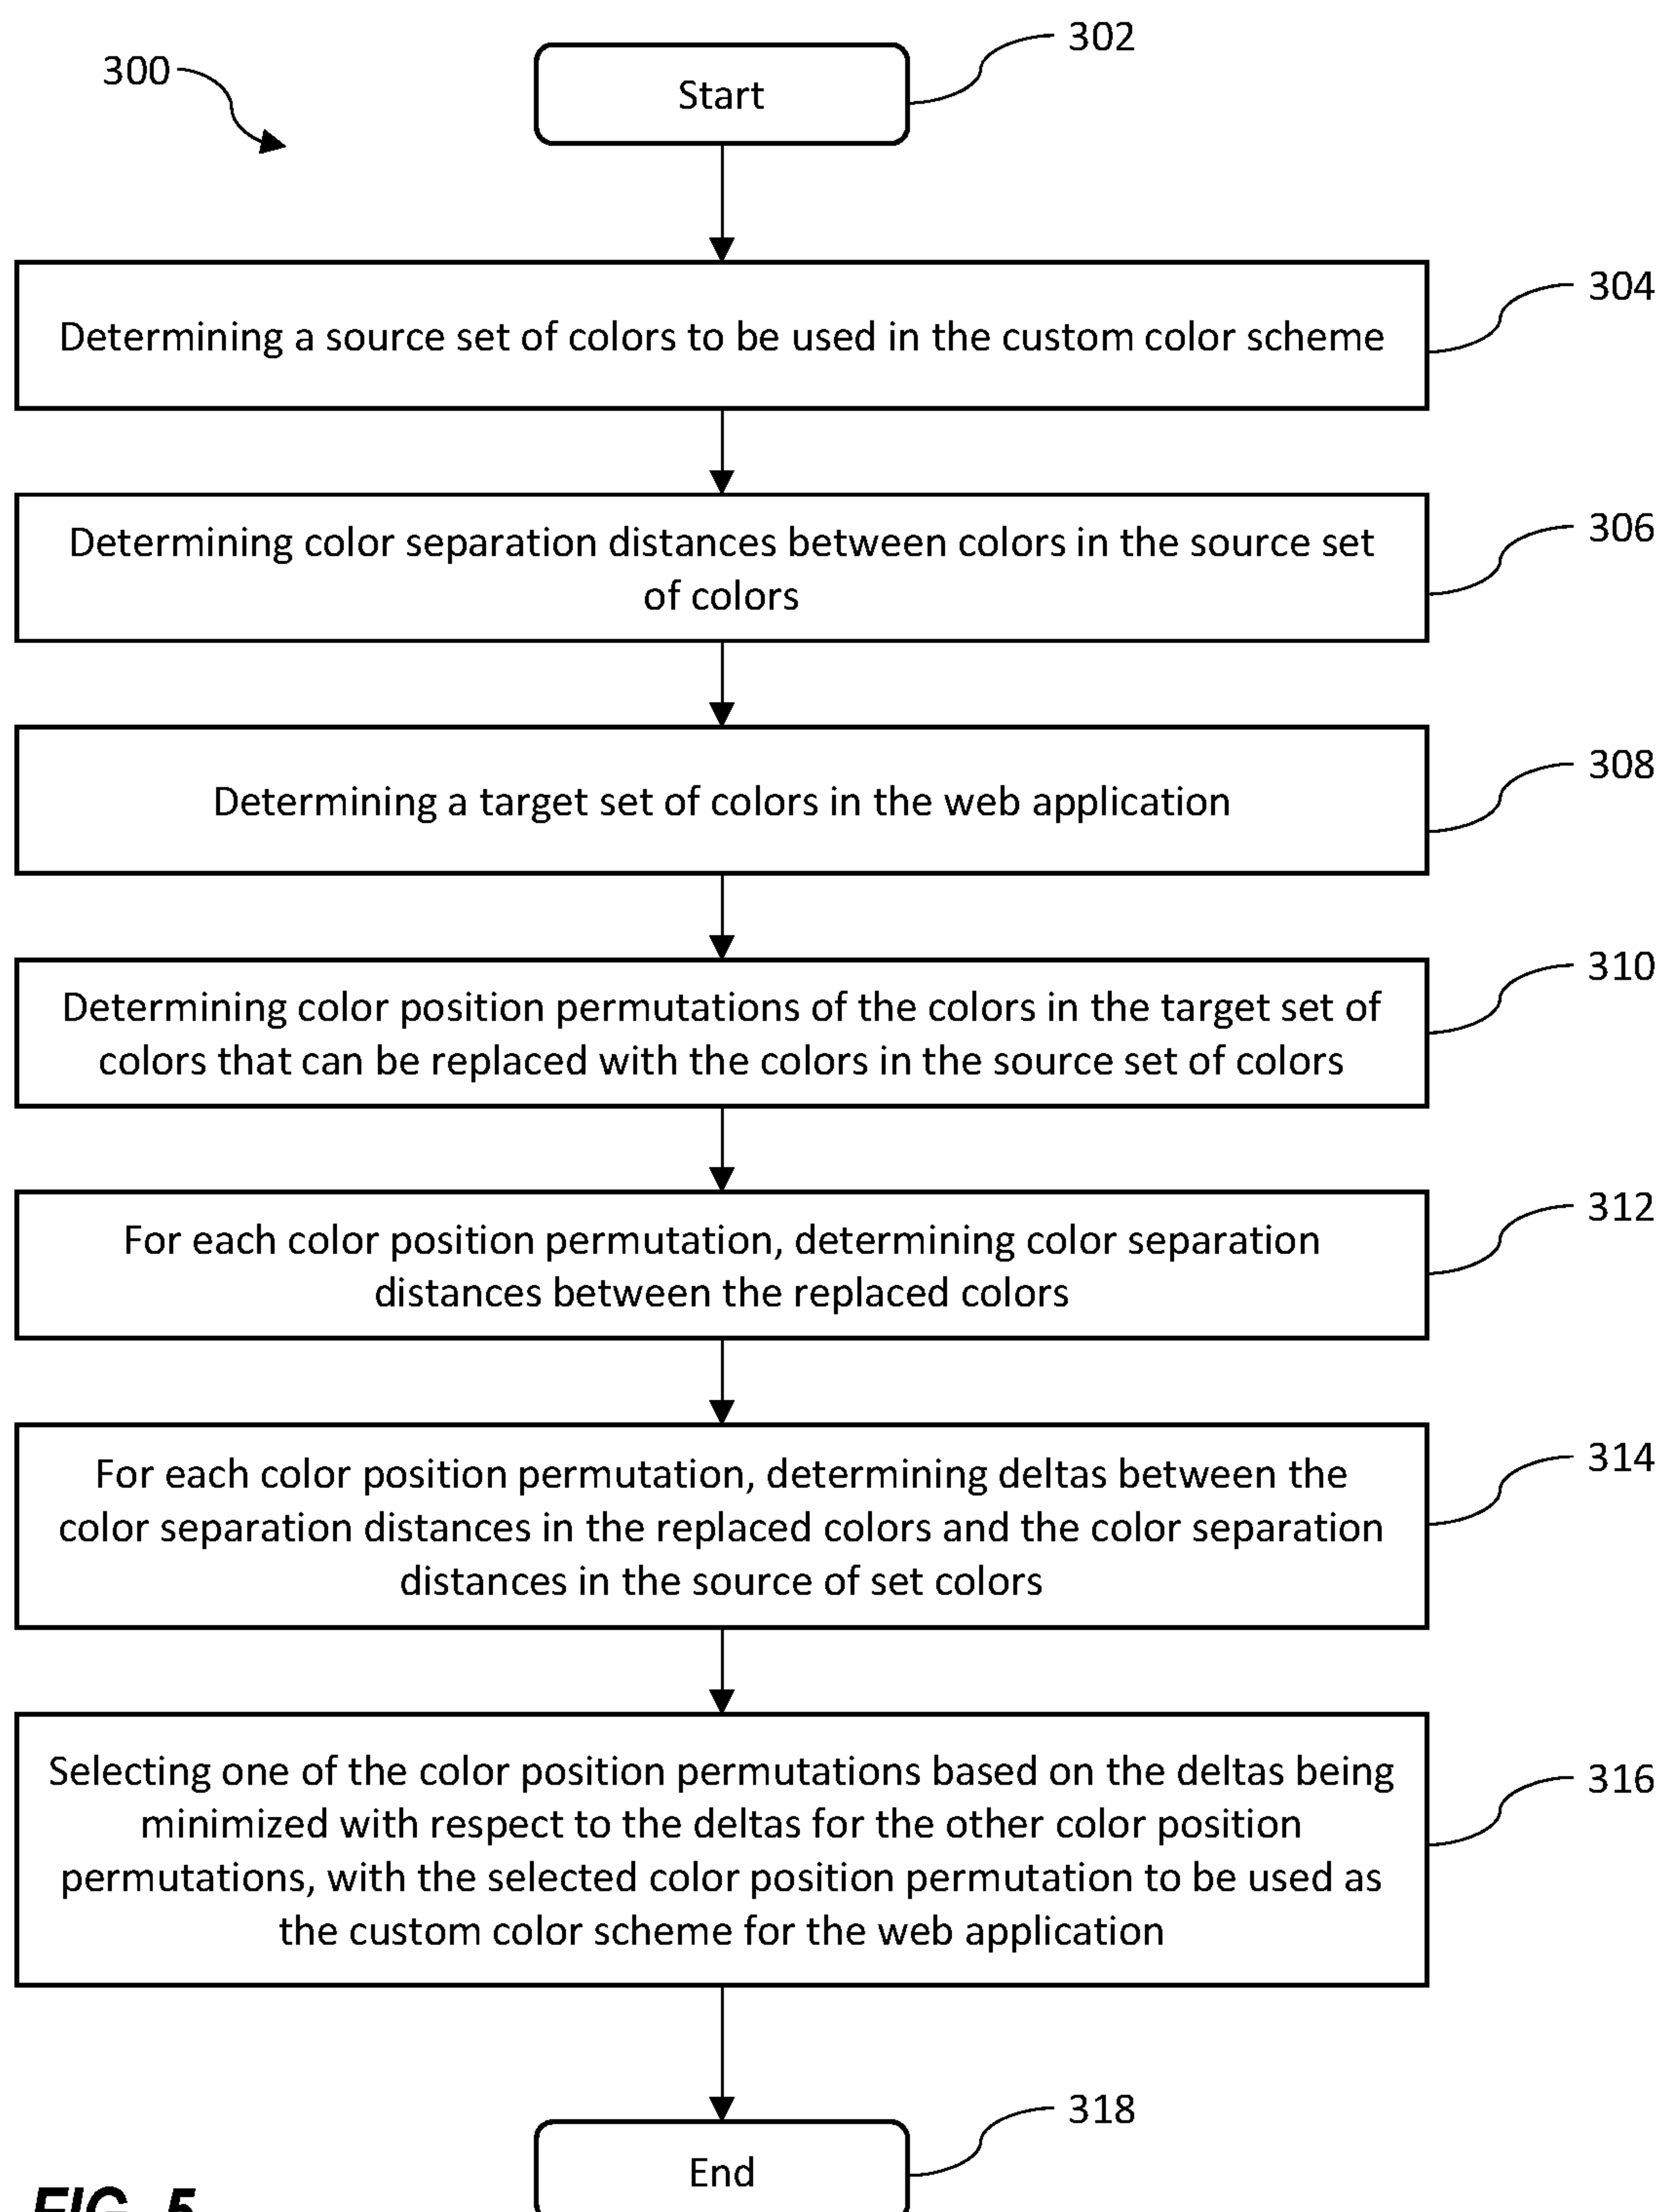 300
Start
302
Determining a source set of colors to be used in the custom color scheme
304
Determining color separation distances between colors in the source set
of colors
306
Determining a target set of colors in the web application
308
Determining color position permutations of the colors in the target set of
colors that can be replaced with the colors in the source set of colors
310
For each color position permutation, determining color separation
distances between the replaced colors
312
For each color position permutation, determining deltas between the
color separation distances in the replaced colors and the color separation
distances in the source of set colors
314
Selecting one of the color position permutations based on the deltas being
minimized with respect to the deltas for the other color position
permutations, with the selected color position permutation to be used as
the custom color scheme for the web application
316
End
318
FIG. 5